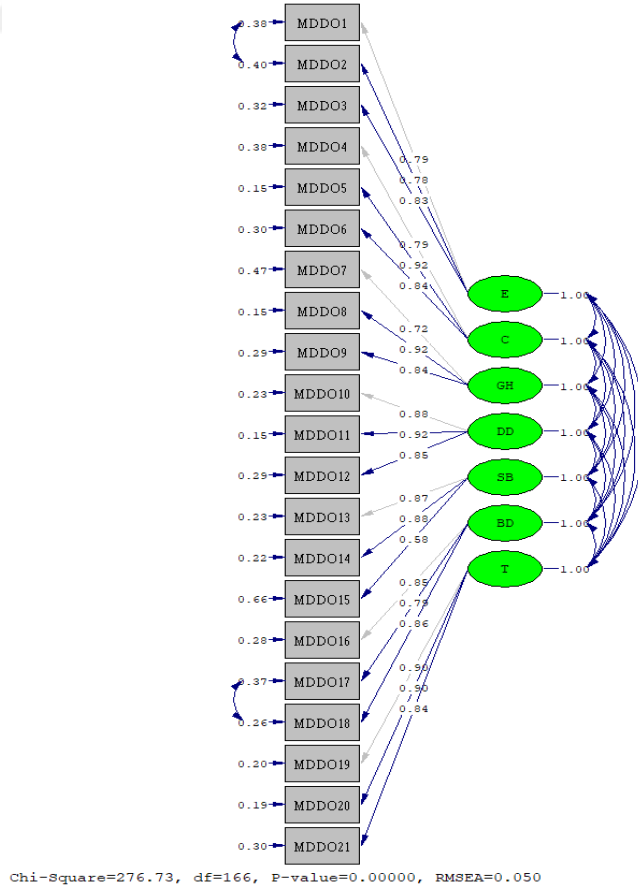 0.38 MDDO1
0.40 MDDO2
0.32 MDDO3
0.38 MDDO4
0.79
0.78
0.15 MDDO5
0.83
0.30 MDDO6
0.79
0.47 MDDO7
0.92
0.84
E 1.00
0.15 MDDO8
0.72
C 1.00
0.92
0.29 MDDO9
0.84
GH 1.00
0.23 MDDO10
0.88
0.15 MDDO11
0.92
DD 1.00
0.85
0.29 MDDO12
SB 1.00
0.87
0.23 MDDO13
0.88
BD 1.00
0.58
0.22 MDDO14
T 1.00
0.85
0.66 MDDO15
0.79
0.86
0.28 MDDO16
0.90
0.37 MDDO17
0.90
0.84
0.26 MDDO18
0.20 MDDO19
0.19 MDDO20
0.30 MDDO21
Chi-Square=276.73, df=166, P-value=0.00000, RMSEA=0.050